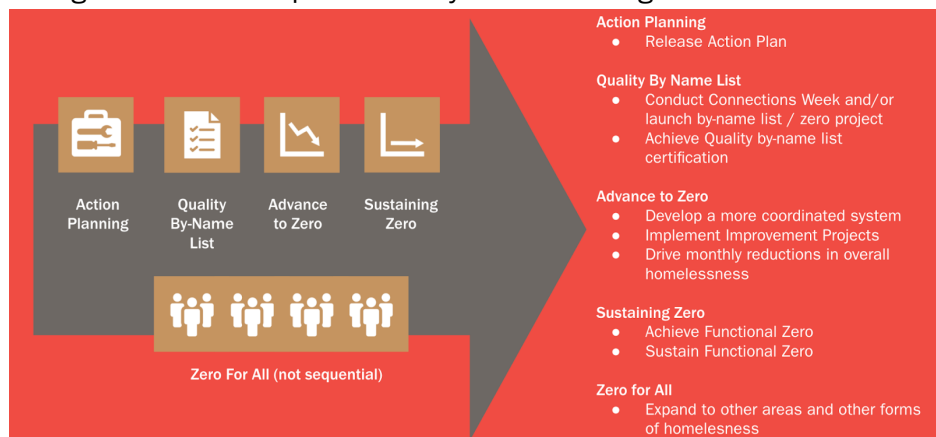 Action
Planning
Quality
By-Name
List
Advance
to Zero
Sustaining
Zero
Zero For All (not sequential)
Action Planning
● Release Action Plan
Quality By Name List
● Conduct Connections Week and/or
launch by-name list / zero project
● Achieve Quality by-name list
certification
Advance to Zero
● Develop a more coordinated system
● Implement Improvement Projects
● Drive monthly reductions in overall
homelessness
Sustaining Zero
● Achieve Functional Zero
● Sustain Functional Zero
Zero for All
● Expand to other areas and other forms
of homelesness